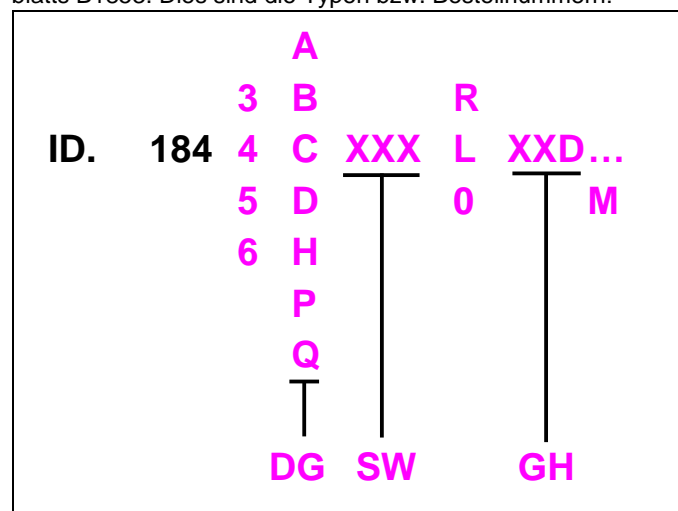 blatts D1853. Dies sind die Typen bzw. Bestellnummern:
A
3 B R
ID. 184 4 C XXX L XXD…
5 D 0 M
6 H
P
Q
DG SW GH